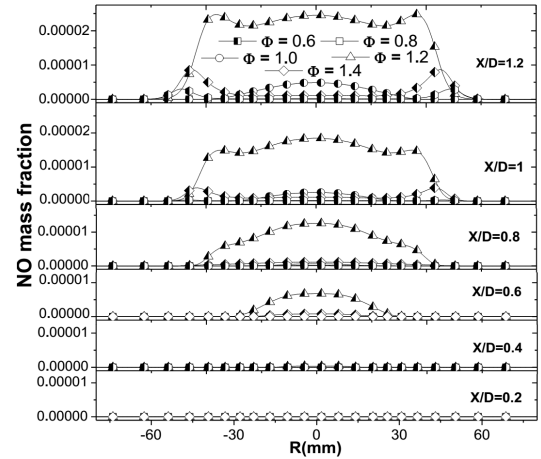 NO mass fraction
0.00002
0.00001
0.00000
Φ = 0.6
Φ = 0.8
Φ = 1.0
Φ = 1.2
Φ = 1.4
X/D=1.2
0.00002
0.00001
0.00000
X/D=1
0.00001
0.00000
X/D=0.8
0.00001
0.00000
X/D=0.6
0.00001
0.00000
X/D=0.4
0.00001
0.00000
X/D=0.2
-60 -30 0 30 60
R(mm)